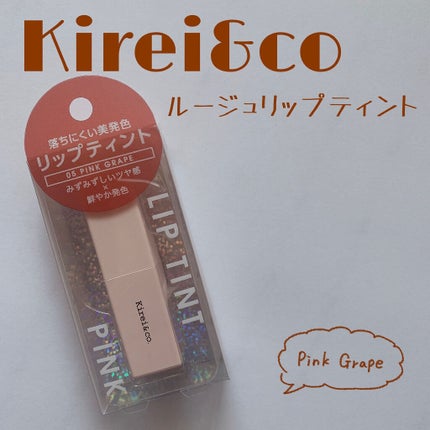 Kirei&co
ルージュリップティント
落ちにくい美発色
リップティント
05 PINK GRAPE
みずみずしいツヤ感
×
鮮やか発色
/LIP TINT
/PINK
Kirei&co.
Pink Grape